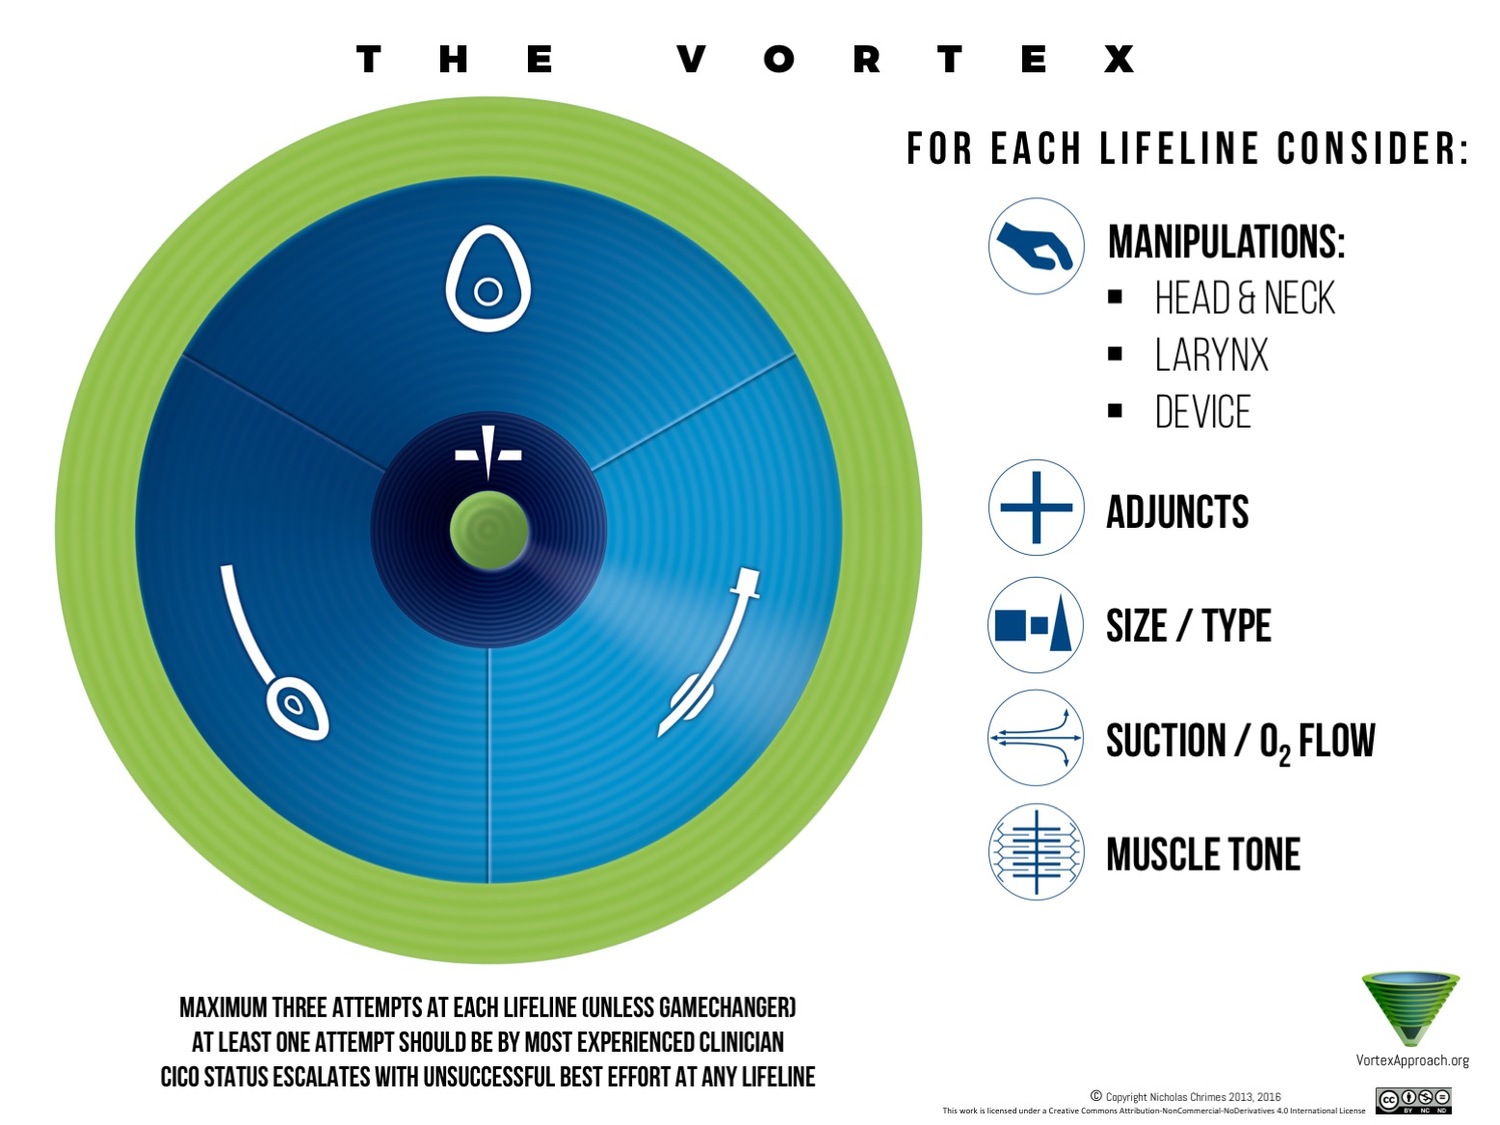 THE VORTEX
FOR EACH LIFELINE CONSIDER:
MANIPULATIONS:
▪ HEAD & NECK
▪ LARYNX
▪ DEVICE
ADJUNCTS
SIZE / TYPE
SUCTION / O₂ FLOW
MUSCLE TONE
MAXIMUM THREE ATTEMPTS AT EACH LIFELINE (UNLESS GAMECHANGER)
AT LEAST ONE ATTEMPT SHOULD BE BY MOST EXPERIENCED CLINICIAN
CICO STATUS ESCALATES WITH UNSUCCESSFUL BEST EFFORT AT ANY LIFELINE
VortexApproach.org
© Copyright Nicholas Chrimes 2013, 2016
This work is licensed under a Creative Commons Attribution-NonCommercial-NoDerivatives 4.0 International License
cc BY NC ND